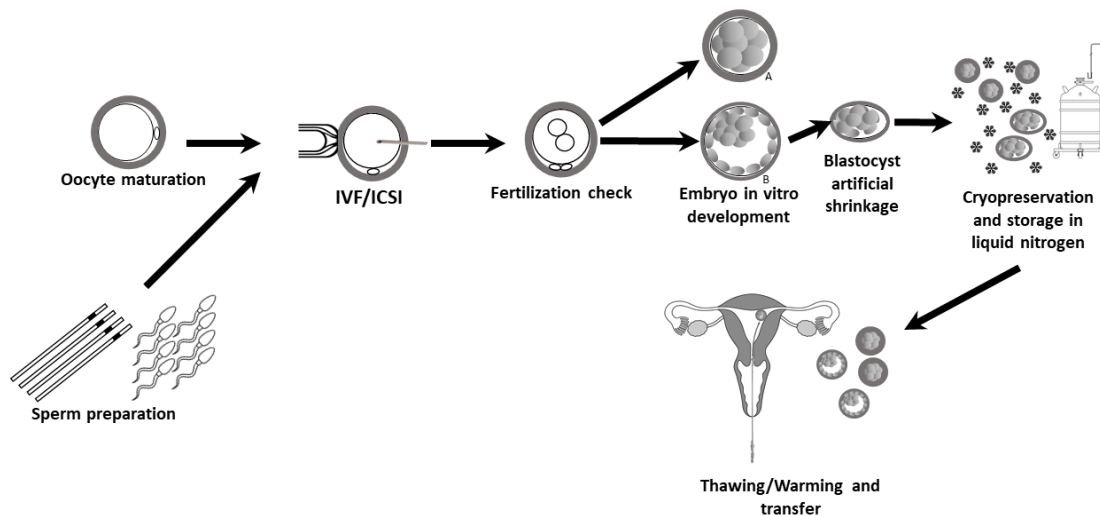 Oocyte maturation
Sperm preparation
IVF/ICSI
Fertilization check
A
B
Embryo in vitro
development
Blastocyst
artificial
shrinkage
Cryopreservation
and storage in
liquid nitrogen
Thawing/Warming and
transfer